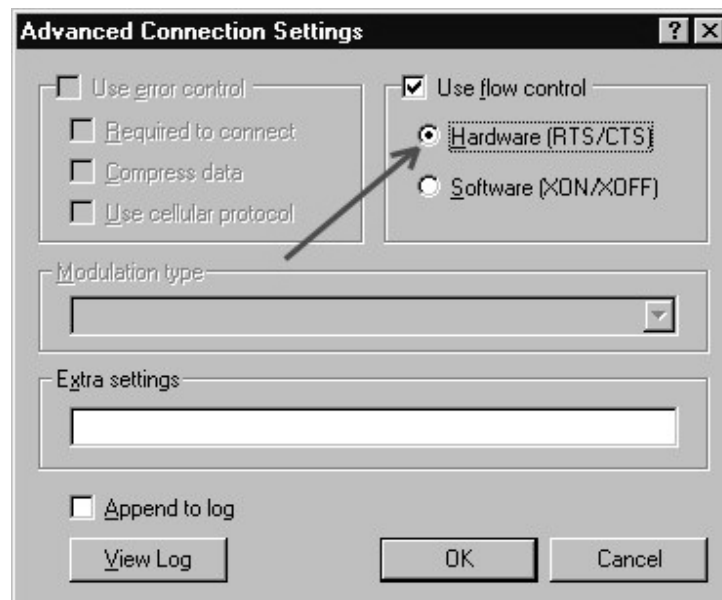 Advanced Connection Settings
Use error control
Required to connect
Compress data
Use cellular protocol
Use flow control
Hardware (RTS/CTS)
Software (XON/XOFF)
Modulation type
Extra settings
Append to log
View Log
OK
Cancel